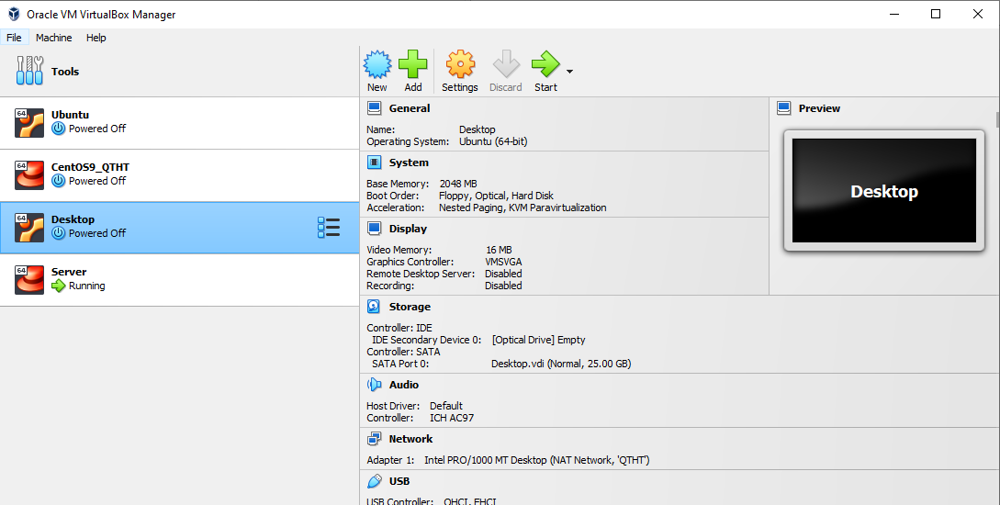 Oracle VM VirtualBox Manager
File Machine Help
Tools
New Add Settings Discard Start
64 Ubuntu
Powered Off
64 CentOS9_QTHT
Powered Off
64 Desktop
Powered Off
64 Server
Running
General
Name: Desktop
Operating System: Ubuntu (64-bit)
System
Base Memory: 2048 MB
Boot Order: Floppy, Optical, Hard Disk
Acceleration: Nested Paging, KVM Paravirtualization
Display
Video Memory: 16 MB
Graphics Controller: VMSVGA
Remote Desktop Server: Disabled
Recording: Disabled
Preview
Desktop
Storage
Controller: IDE
IDE Secondary Device 0: [Optical Drive] Empty
Controller: SATA
SATA Port 0: Desktop.vdi (Normal, 25.00 GB)
Audio
Host Driver: Default
Controller: ICH AC97
Network
Adapter 1: Intel PRO/1000 MT Desktop (NAT Network, 'QTHT')
USB
USB Controller: OHCI, EHCI